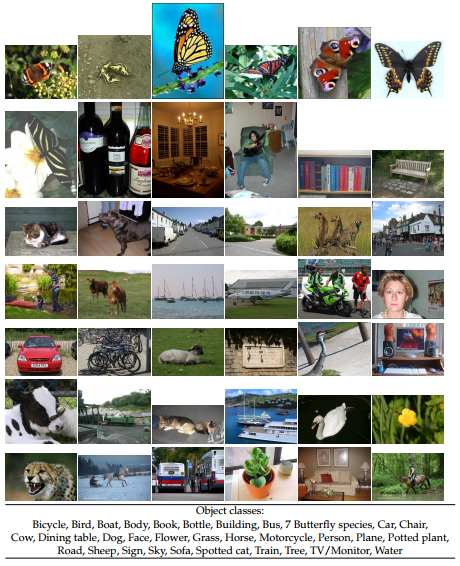 Object classes:
Bicycle, Bird, Boat, Body, Book, Bottle, Building, Bus, 7 Butterfly species, Car, Chair,
Cow, Dining table, Dog, Face, Flower, Grass, Horse, Motorcycle, Person, Plane, Potted plant,
Road, Sheep, Sign, Sky, Sofa, Spotted cat, Train, Tree, TV/Monitor, Water